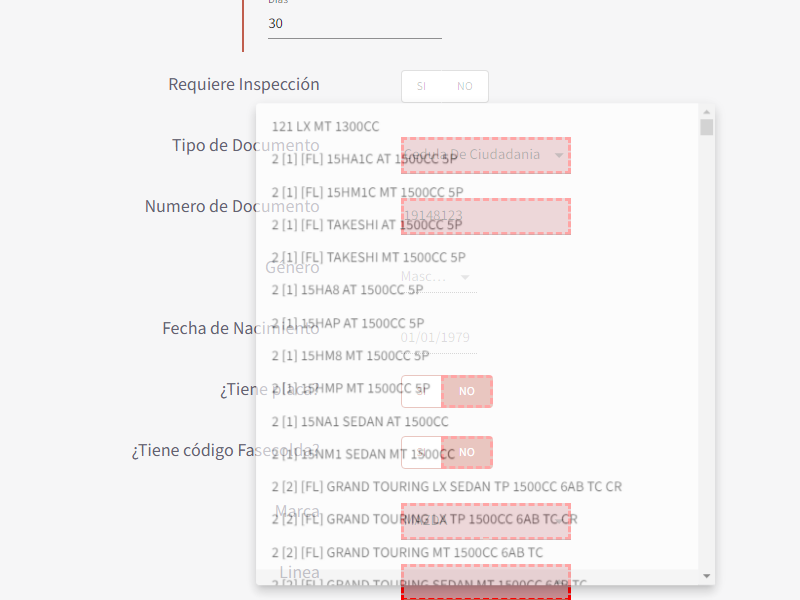 Dias
30
Requiere Inspección
SI NO
121 LX MT 1300CC
Tipo de Documento
Cedula De Ciudadania
2 [1] [FL] 15HA1C AT 1500CC 5P
2 [1] [FL] 15HM1C MT 1500CC 5P
Numero de Documento
19148123
2 [1] [FL] TAKESHI AT 1500CC 5P
2 [1] [FL] TAKESHI MT 1500CC 5P
Género
Masc...
2 [1] 15HA8 AT 1500CC 5P
2 [1] 15HAP AT 1500CC 5P
Fecha de Nacimiento
01/01/1979
2 [1] 15HM8 MT 1500CC 5P
2 [1] 15HMP MT 1500CC 5P
¿Tiene placa?
SI NO
2 [1] 15NA1 SEDAN AT 1500CC
¿Tiene código Fasecolda?
SI NO
2 [1] 15NM1 SEDAN MT 1500CC
2 [2] [FL] GRAND TOURING LX SEDAN TP 1500CC 6AB TC CR
Marca
2 [2] [FL] GRAND TOURING LX TP 1500CC 6AB TC CR
2 [2] [FL] GRAND TOURING MT 1500CC 6AB TC
Linea
2 [2] [FL] GRAND TOURING SEDAN MT 1500CC 6AB TC